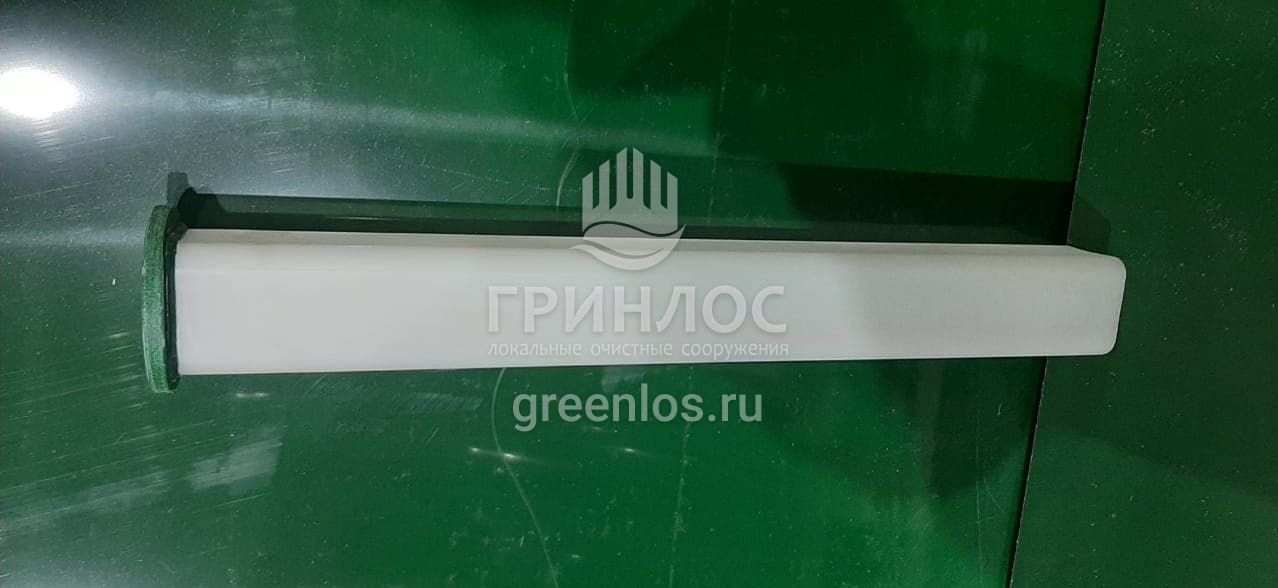 ГРИНЛОС
локальные очистные сооружения
greenlos.ru